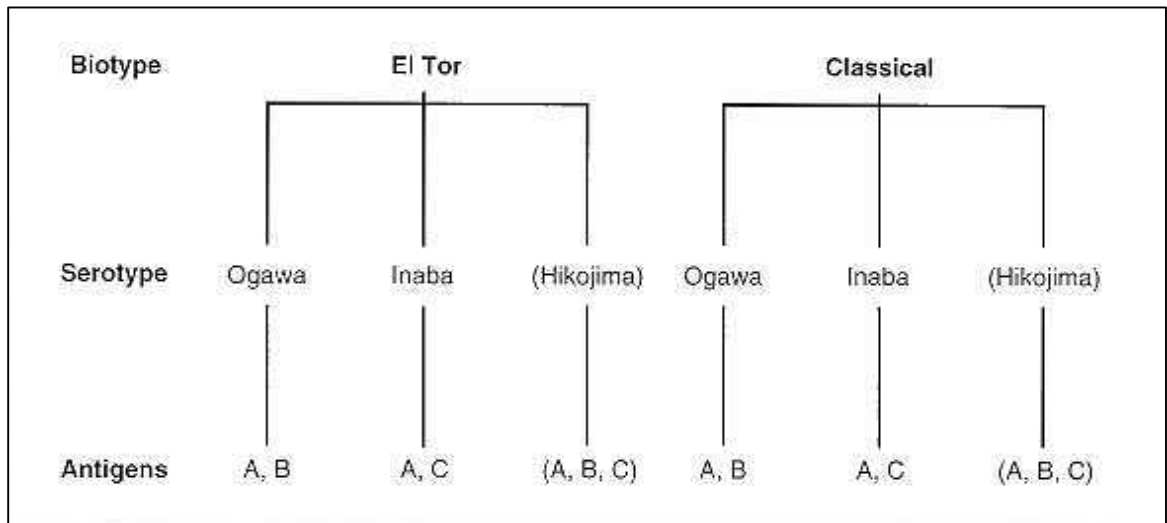 Biotype El Tor Classical
Serotype Ogawa Inaba (Hikojima) Ogawa Inaba (Hikojima)
Antigens A, B A, C (A, B, C) A, B A, C (A, B, C)